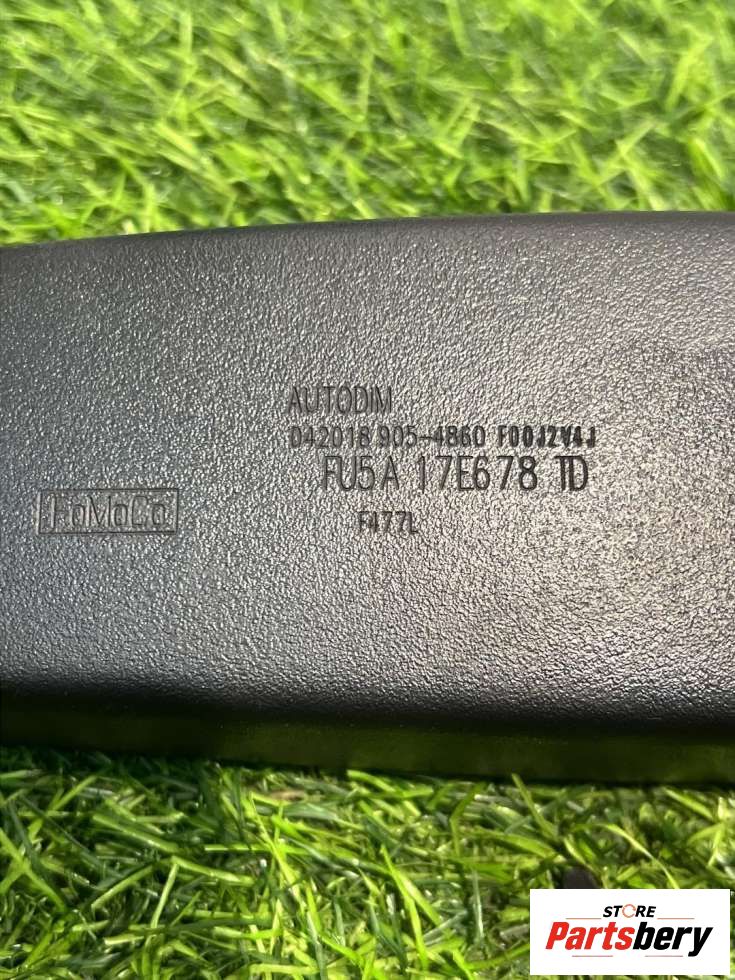 AUTODIM
042018 905-4860 F00J2V4J
FU5A 17E678 TD
FoMoCo
F477L
STORE
Partsbery